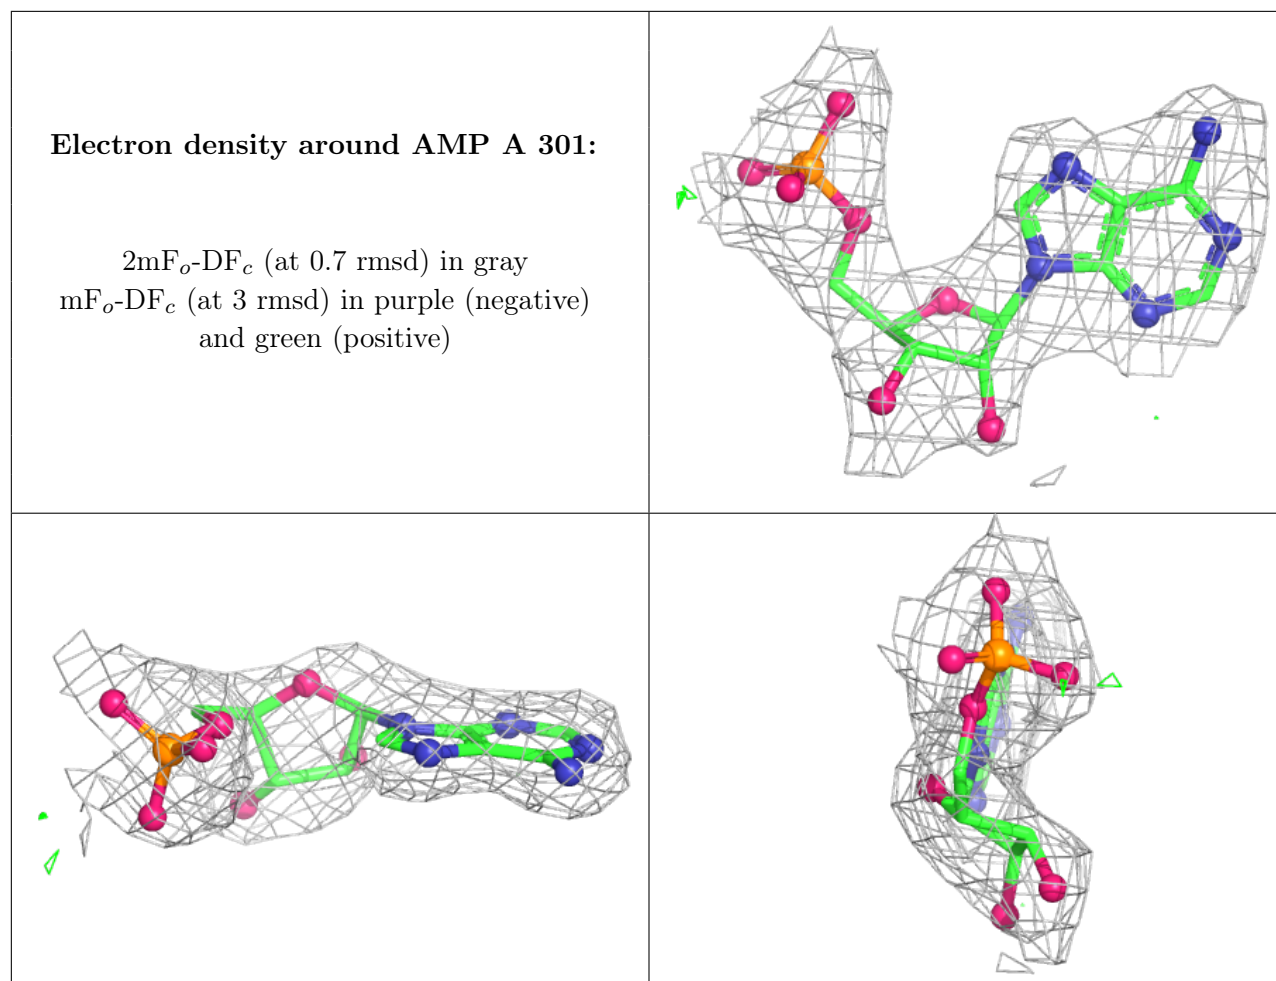 Electron density around AMP A 301:
2mFo-DFc (at 0.7 rmsd) in gray
mFo-DFc (at 3 rmsd) in purple (negative)
and green (positive)